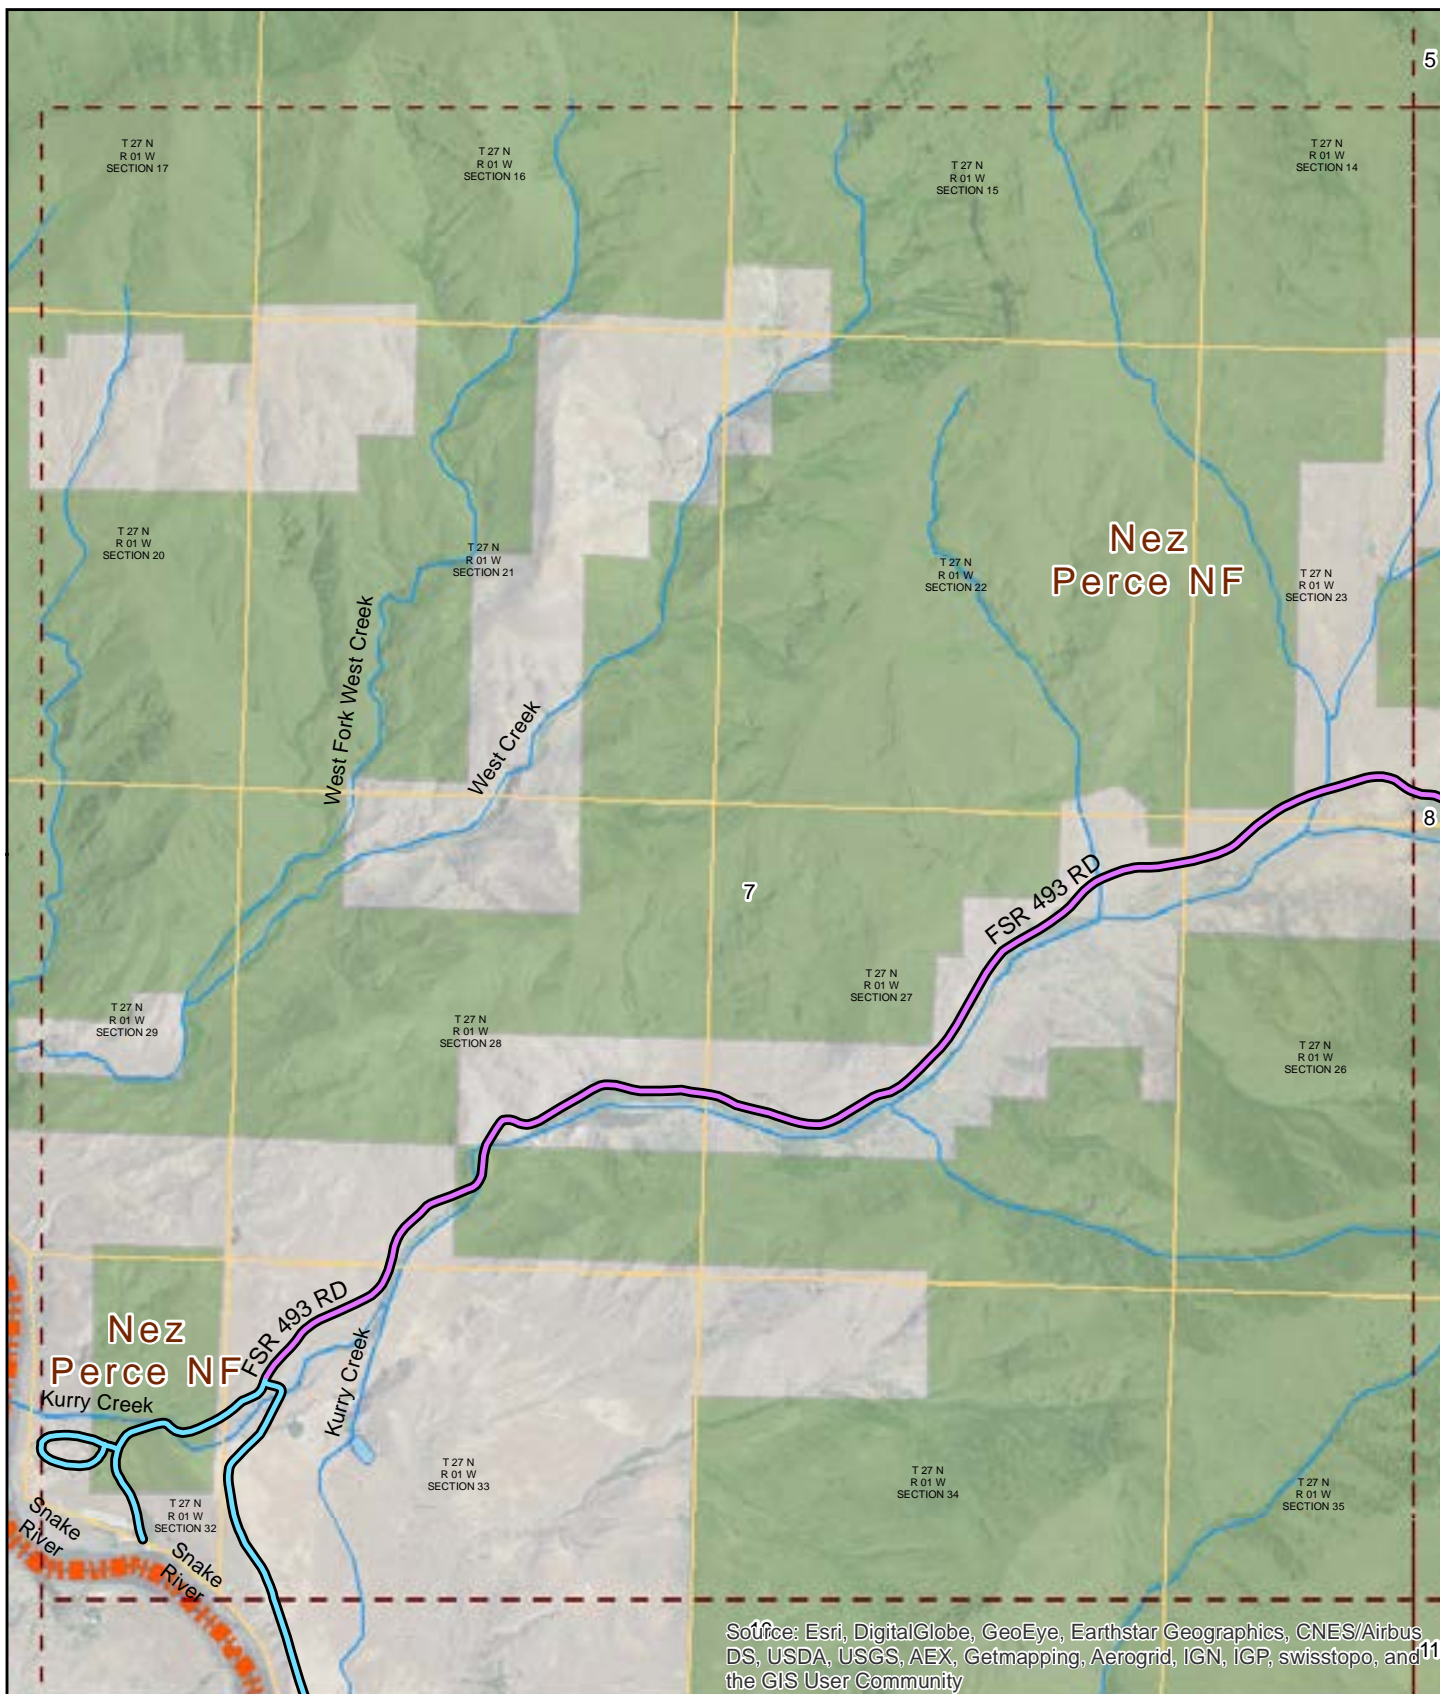 5
T 27 N
R 01 W
SECTION 17
T 27 N
R 01 W
SECTION 16
T 27 N
R 01 W
SECTION 15
T 27 N
R 01 W
SECTION 14
T 27 N
R 01 W
SECTION 20
T 27 N
R 01 W
SECTION 21
T 27 N
R 01 W
SECTION 22
Nez
Perce NF
T 27 N
R 01 W
SECTION 23
West Fork West Creek
West Creek
8
7
FSR 493 RD
T 27 N
R 01 W
SECTION 29
T 27 N
R 01 W
SECTION 28
T 27 N
R 01 W
SECTION 27
T 27 N
R 01 W
SECTION 26
Nez
Perce NF
FSR 493 RD
Kurry Creek
Kurry Creek
T 27 N
R 01 W
SECTION 33
T 27 N
R 01 W
SECTION 34
T 27 N
R 01 W
SECTION 35
T 27 N
R 01 W
SECTION 32
Snake
River
Snake
River
Source: Esri, DigitalGlobe, GeoEye, Earthstar Geographics, CNES/Airbus
DS, USDA, USGS, AEX, Getmapping, Aerogrid, IGN, IGP, swisstopo, and
the GIS User Community
11